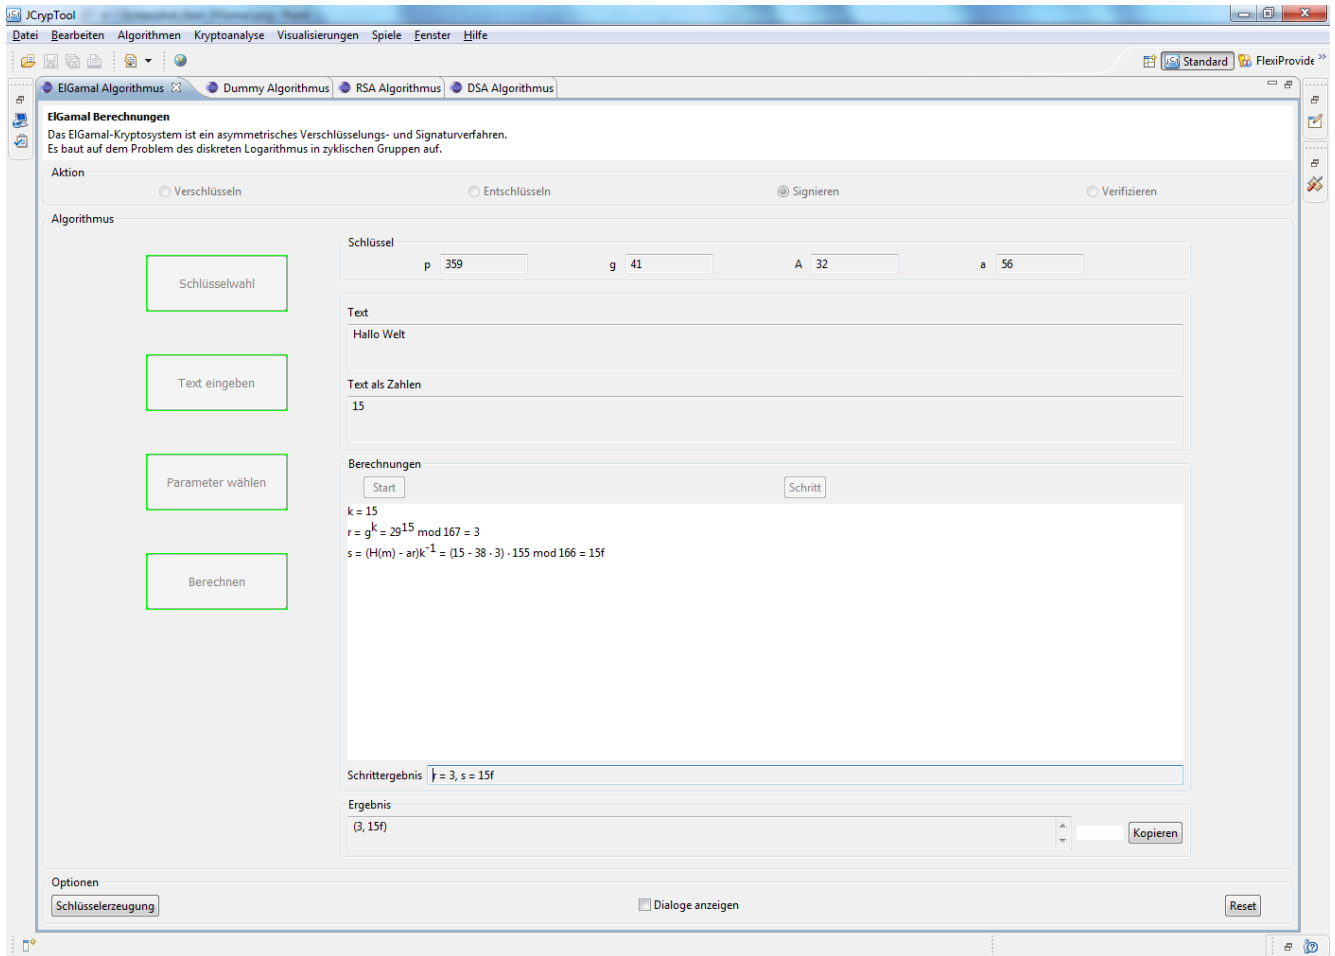 JCrypTool
Datei Bearbeiten Algorithmen Kryptoanalyse Visualisierungen Spiele Fenster Hilfe
Standard FlexiProvide
ElGamal Algorithmus Dummy Algorithmus RSA Algorithmus DSA Algorithmus
ElGamal Berechnungen
Das ElGamal-Kryptosystem ist ein asymmetrisches Verschlüsselungs- und Signaturverfahren.
Es baut auf dem Problem des diskreten Logarithmus in zyklischen Gruppen auf.
Aktion
Verschlüsseln Entschlüsseln Signieren Verifizieren
Algorithmus
Schlüsselwahl
Text eingeben
Parameter wählen
Berechnen
Schlüssel
p 359 g 41 A 32 a 56
Text
Hallo Welt
Text als Zahlen
15
Berechnungen
Start Schritt
k = 15
r = g^k = 29^15 mod 167 = 3
s = (H(m) - ar)k^-1 = (15 - 38 · 3) · 155 mod 166 = 15f
Schrittergebnis r = 3, s = 15f
Ergebnis
(3, 15f)
Kopieren
Optionen
Schlüsselerzeugung Dialoge anzeigen Reset